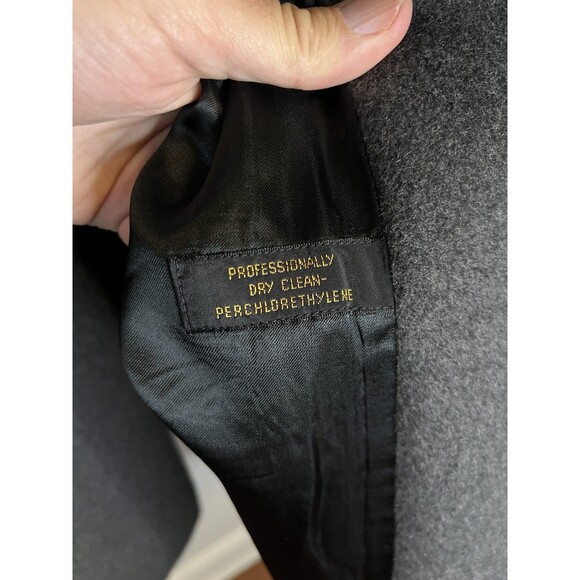 PROFESSIONALLY
DRY CLEAN-
PERCHLORETHYLENE